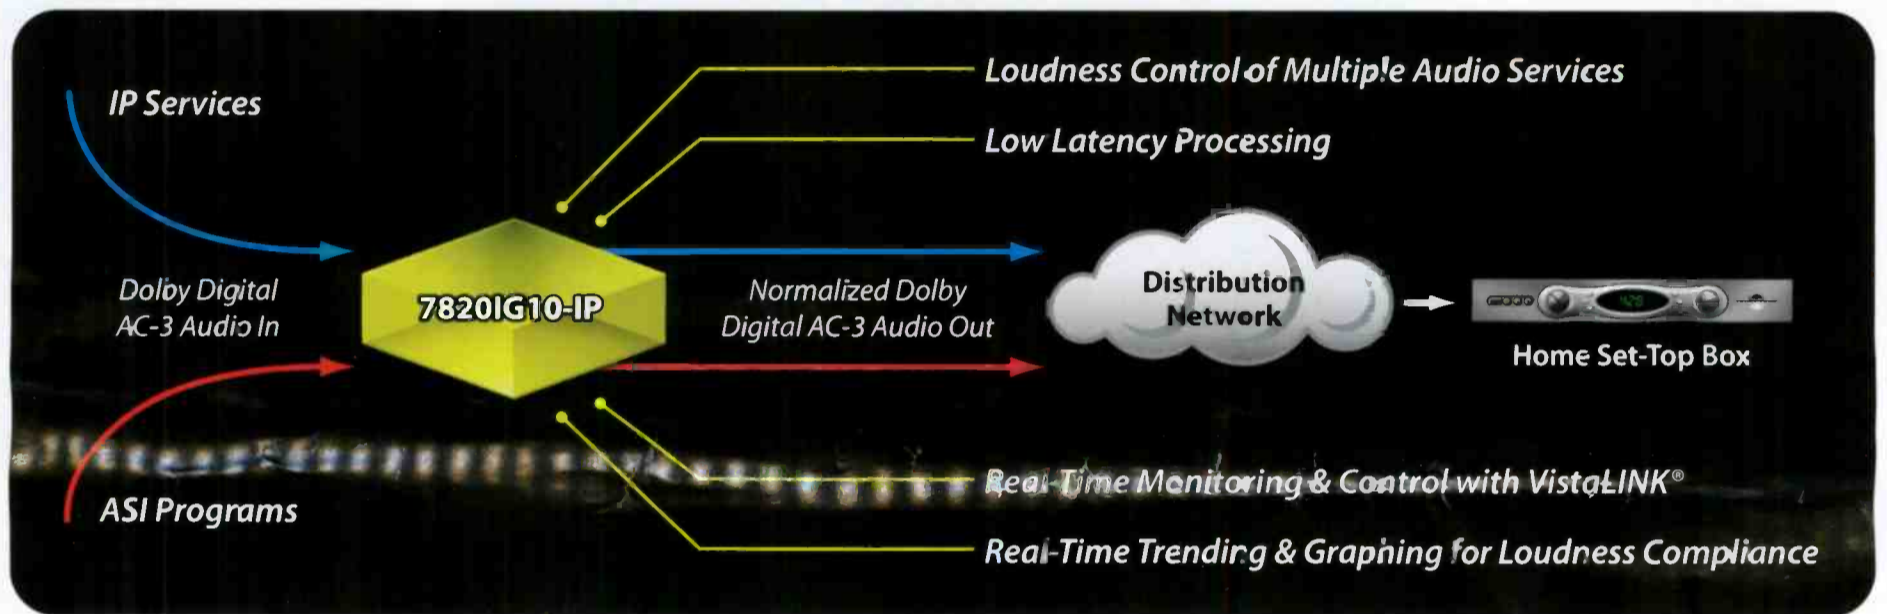 Loudness Control of Multiple Audio Services
IP Services
Low Latency Processing
Dolby Digital
AC-3 Audio In
7820IG10-IP
Normalized Dolby
Digital AC-3 Audio Out
Distribution
Network
Home Set-Top Box
Real-Time Monitoring & Control with VistaLINK®
ASI Programs
Real-Time Trending & Graphing for Loudness Compliance